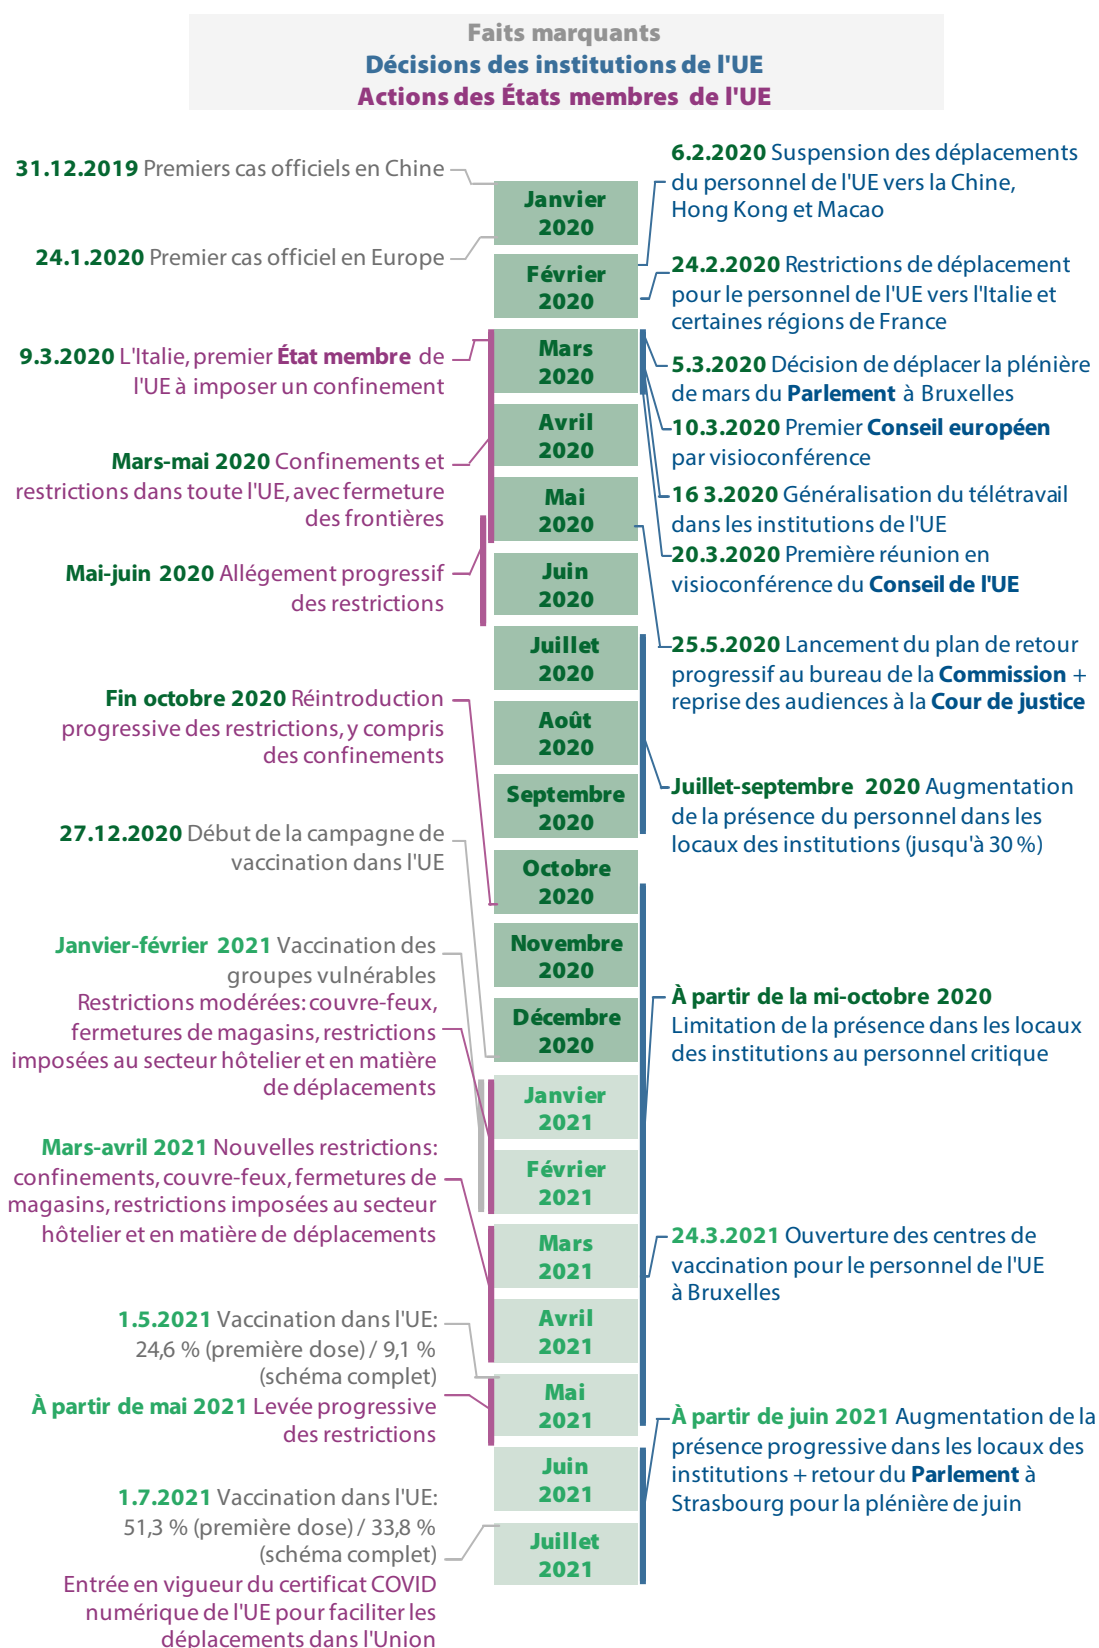 Faits marquants
Décisions des institutions de l'UE
Actions des États membres de l'UE
31.12.2019 Premiers cas officiels en Chine
24.1.2020 Premier cas officiel en Europe
9.3.2020 L'Italie, premier État membre de
l'UE à imposer un confinement
Mars-mai 2020 Confinements et
restrictions dans toute l'UE, avec fermeture
des frontières
Mai-juin 2020 Allégement progressif
des restrictions
Fin octobre 2020 Réintroduction
progressive des restrictions, y compris
des confinements
27.12.2020 Début de la campagne de
vaccination dans l'UE
Janvier-février 2021 Vaccination des
groupes vulnérables
Restrictions modérées: couvre-feux,
fermetures de magasins, restrictions
imposées au secteur hôtelier et en matière
de déplacements
Mars-avril 2021 Nouvelles restrictions:
confinements, couvre-feux, fermetures de
magasins, restrictions imposées au secteur
hôtelier et en matière de déplacements
1.5.2021 Vaccination dans l'UE:
24,6 % (première dose) / 9,1 %
(schéma complet)
À partir de mai 2021 Levée progressive
des restrictions
1.7.2021 Vaccination dans l'UE:
51,3 % (première dose) / 33,8 %
(schéma complet)
Entrée en vigueur du certificat COVID
numérique de l'UE pour faciliter les
déplacements dans l'Union
Janvier
2020
Février
2020
Mars
2020
Avril
2020
Mai
2020
Juin
2020
Juillet
2020
Août
2020
Septembre
2020
Octobre
2020
Novembre
2020
Décembre
2020
Janvier
2021
Février
2021
Mars
2021
Avril
2021
Mai
2021
Juin
2021
Juillet
2021
6.2.2020 Suspension des déplacements
du personnel de l'UE vers la Chine,
Hong Kong et Macao
24.2.2020 Restrictions de déplacement
pour le personnel de l'UE vers l'Italie et
certaines régions de France
5.3.2020 Décision de déplacer la plénière
de mars du Parlement à Bruxelles
10.3.2020 Premier Conseil européen
par visioconférence
16 3.2020 Généralisation du télétravail
dans les institutions de l'UE
20.3.2020 Première réunion en
visioconférence du Conseil de l'UE
25.5.2020 Lancement du plan de retour
progressif au bureau de la Commission +
reprise des audiences à la Cour de justice
Juillet-septembre 2020 Augmentation
de la présence du personnel dans les
locaux des institutions (jusqu'à 30 %)
À partir de la mi-octobre 2020
Limitation de la présence dans les locaux
des institutions au personnel critique
24.3.2021 Ouverture des centres de
vaccination pour le personnel de l'UE
à Bruxelles
À partir de juin 2021 Augmentation de la
présence progressive dans les locaux des
institutions + retour du Parlement à
Strasbourg pour la plénière de juin